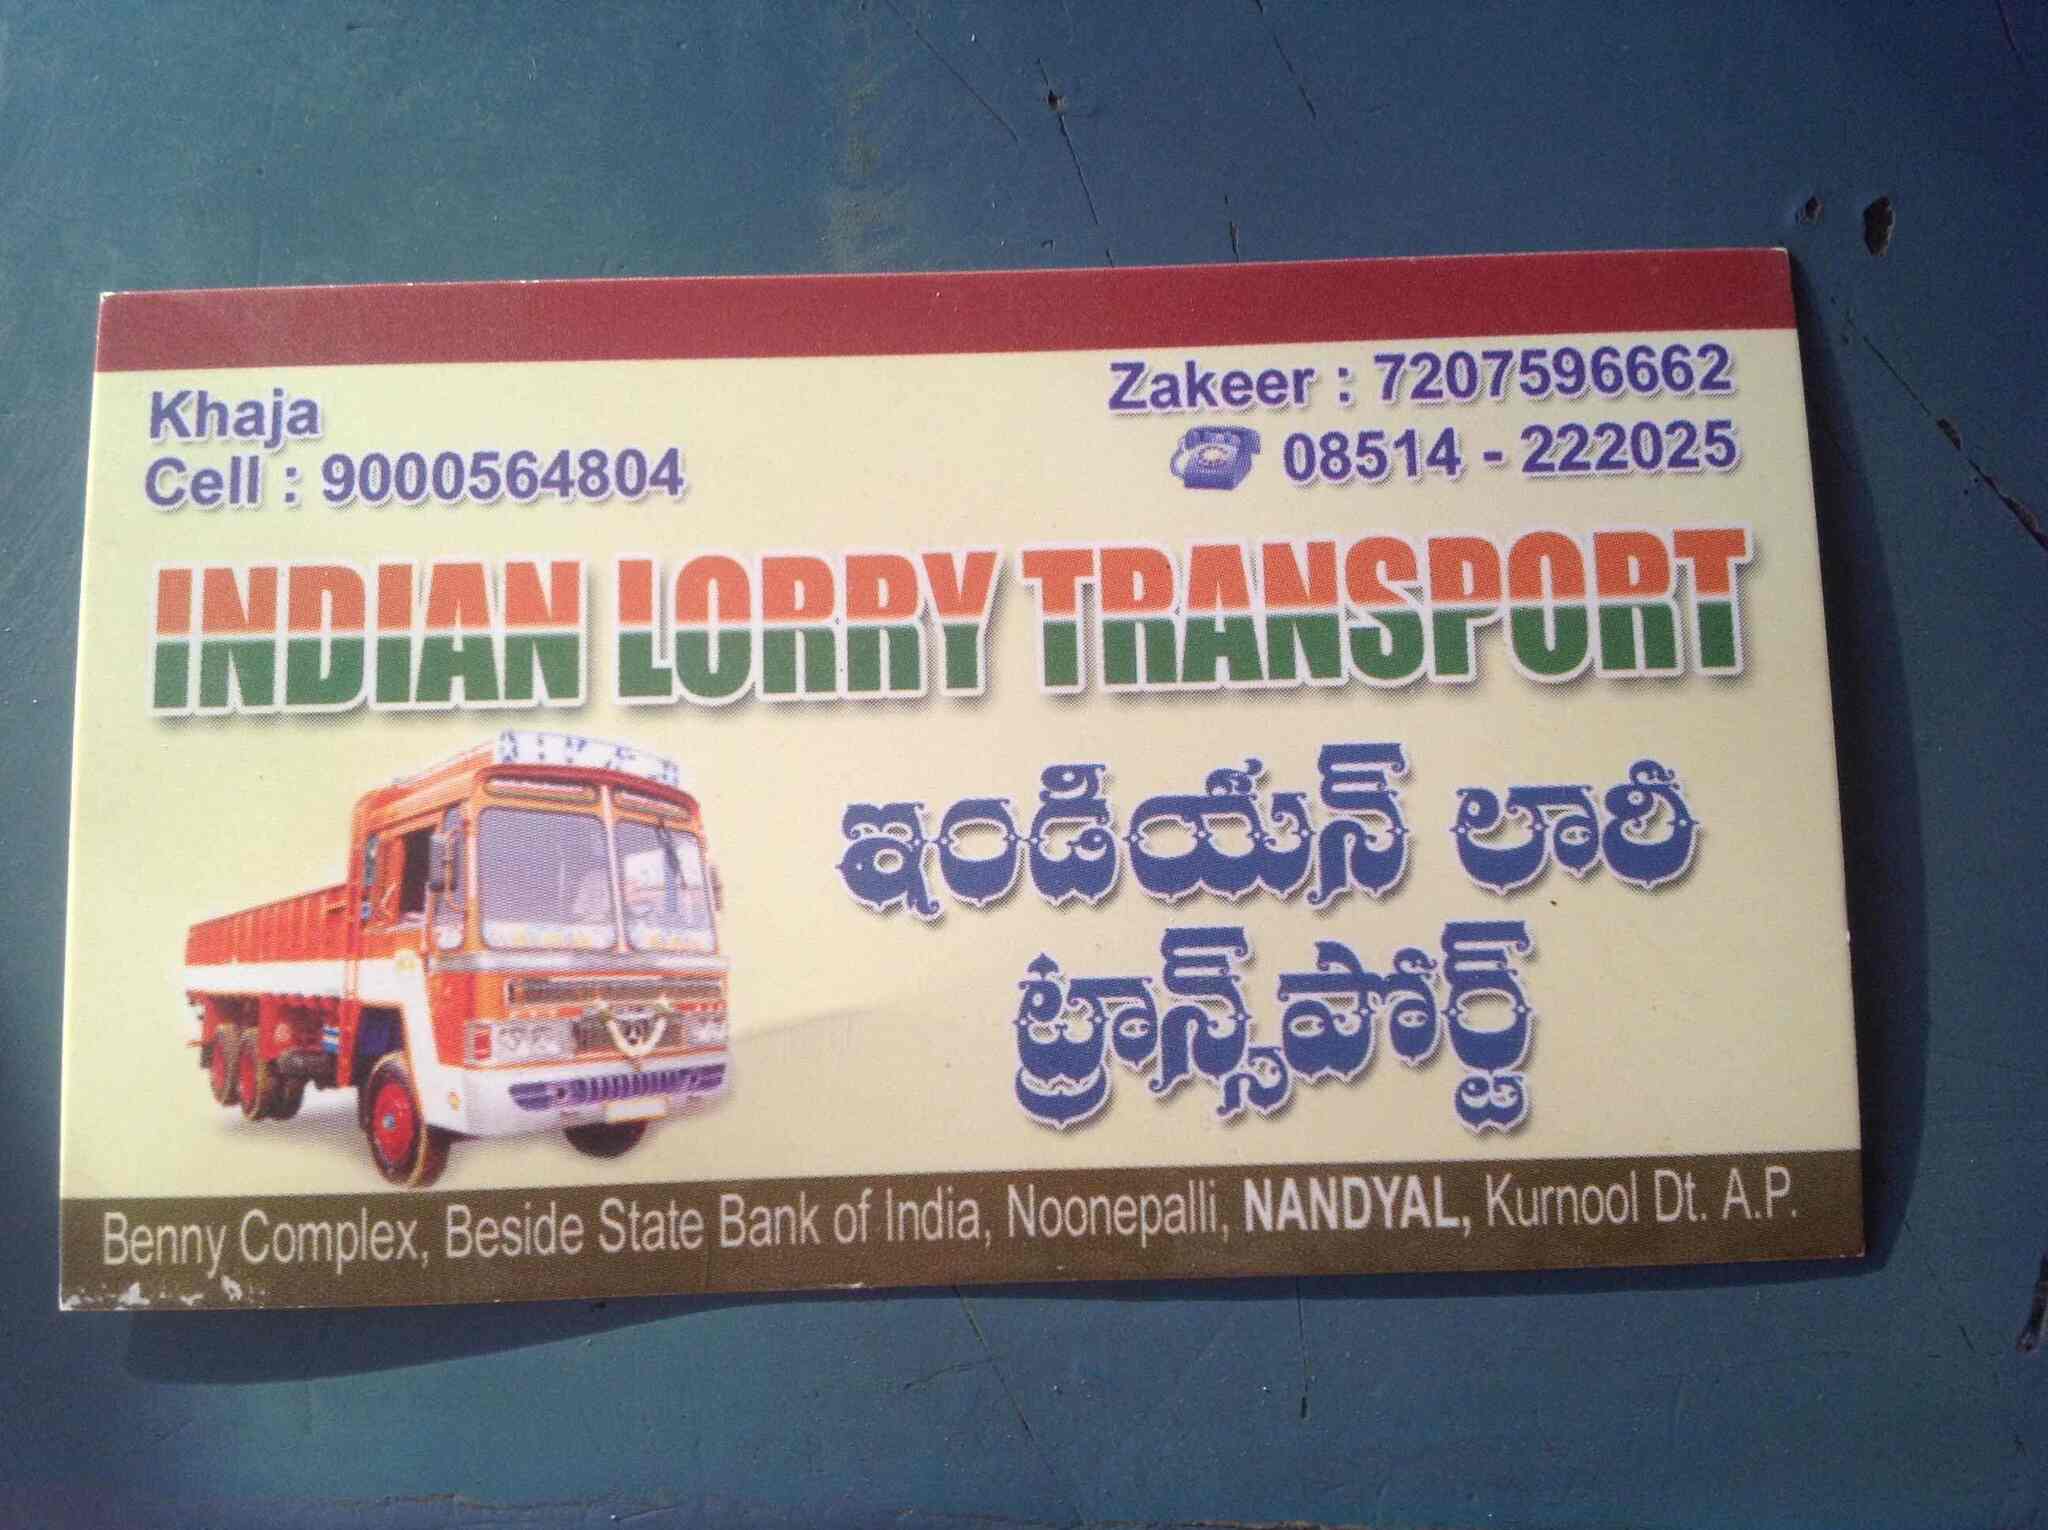 Khaja
Cell : 9000564804
Zakeer : 7207596662
08514 - 222025
INDIAN LORRY TRANSPORT
ఇండియన్ లారీ
ట్రాన్స్‌పోర్ట్
Benny Complex, Beside State Bank of India, Noonepalli, NANDYAL, Kurnool Dt. A.P.